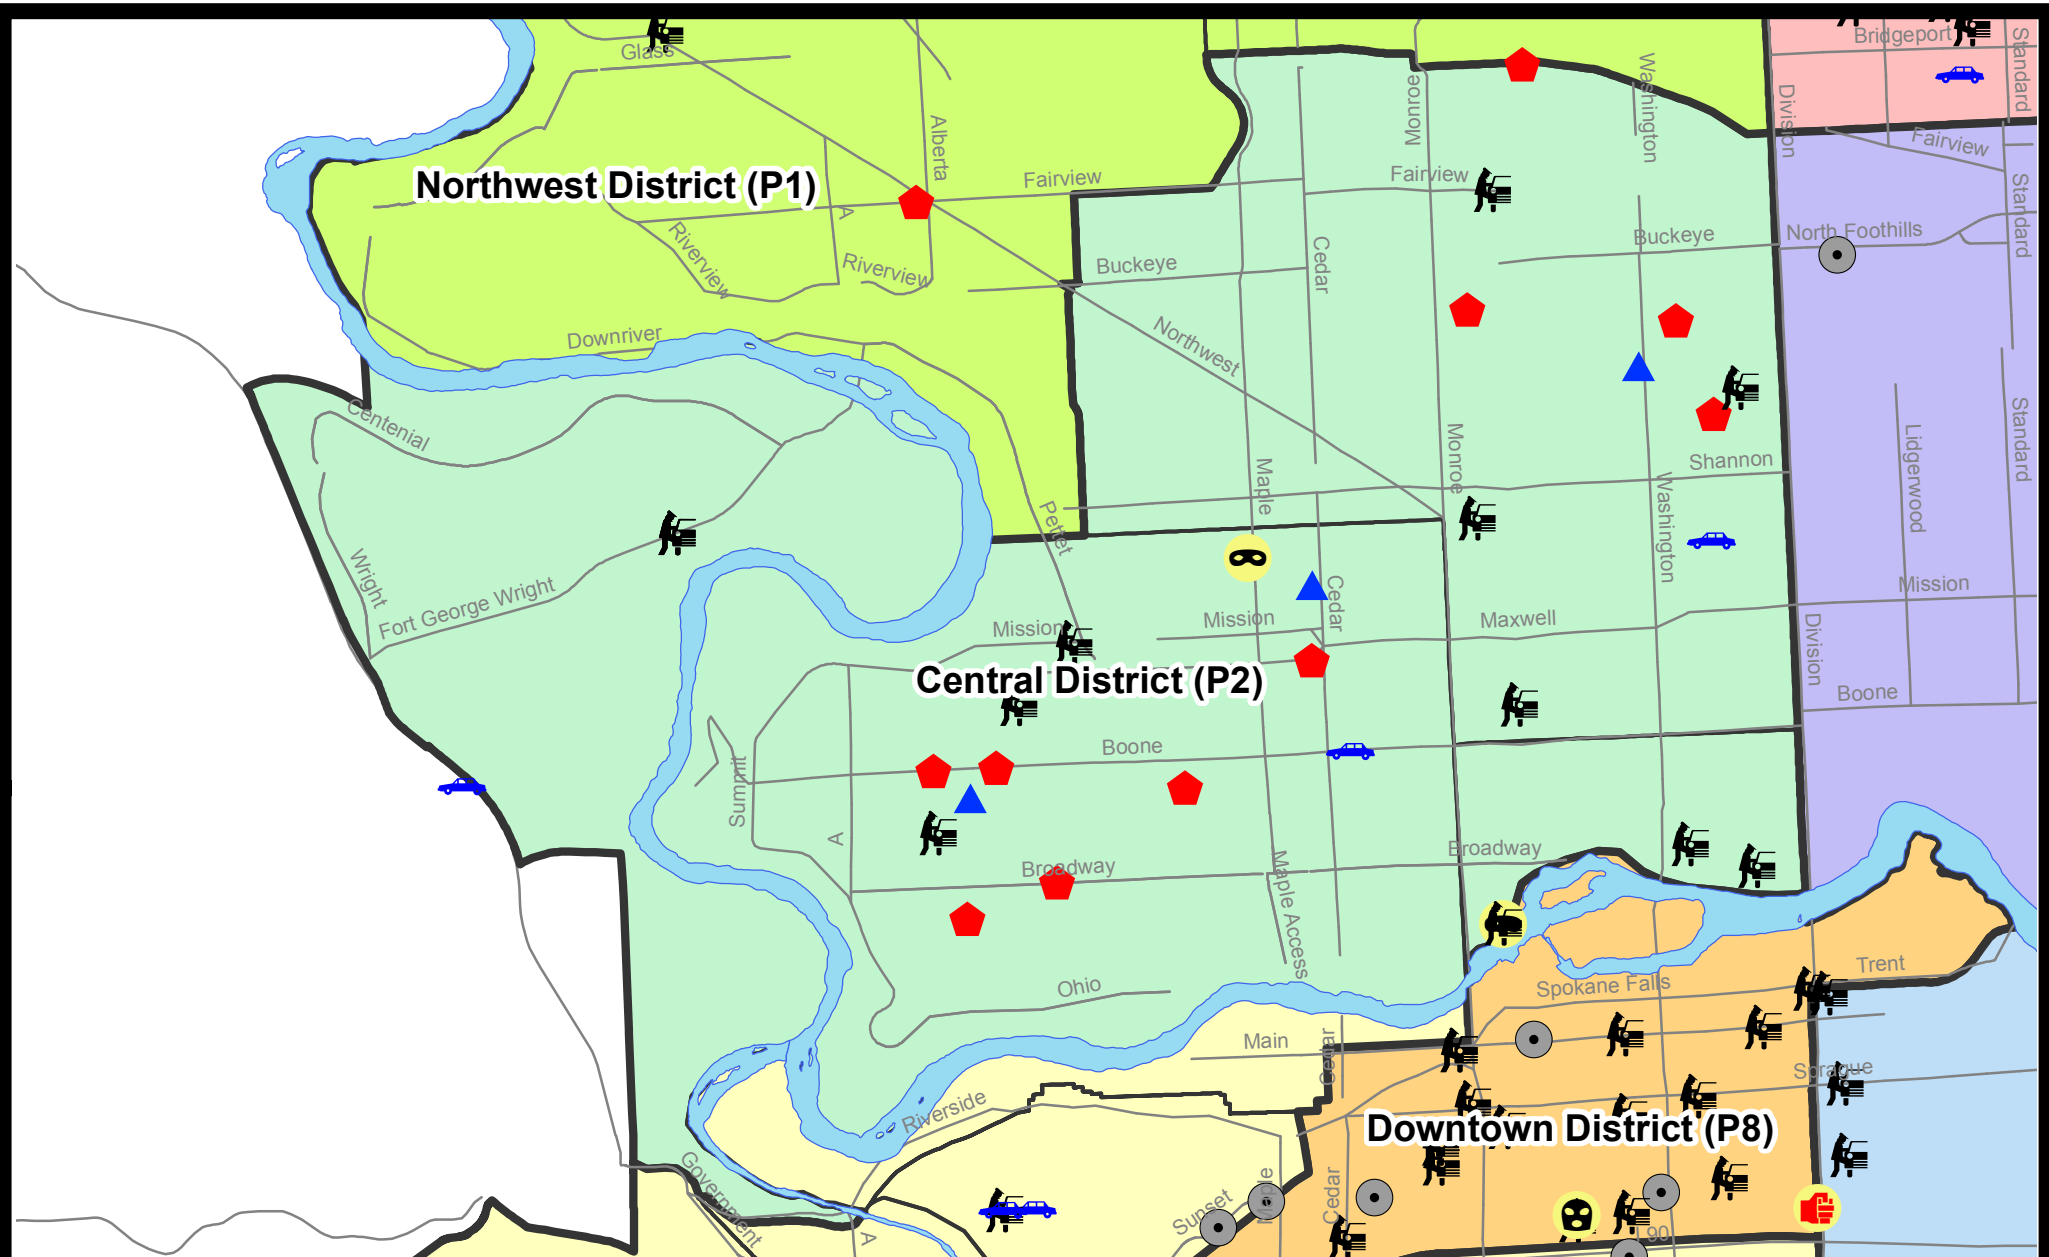 Glass
Bridgeport
Standard
Alberta
Monroe
Washington
Division
Fairview
Northwest District (P1)
Fairview
Fairview
A
Standard
Riverview
Riverview
Buckeye
Cedar
Buckeye
North Foothills
Downriver
Northwest
Centenial
Monroe
Maple
Shannon
Lidgerwood
Standard
Pettet
Washington
Wright
Fort George Wright
Mission
Mission
Cedar
Maxwell
Mission
Division
Central District (P2)
Boone
Boone
Summit
A
Broadway
Broadway
Maple Access
Ohio
Spokane Falls
Trent
Main
Cedar
Sprague
Riverside
Downtown District (P8)
Government
Sunset
Maple
Cedar
A
90